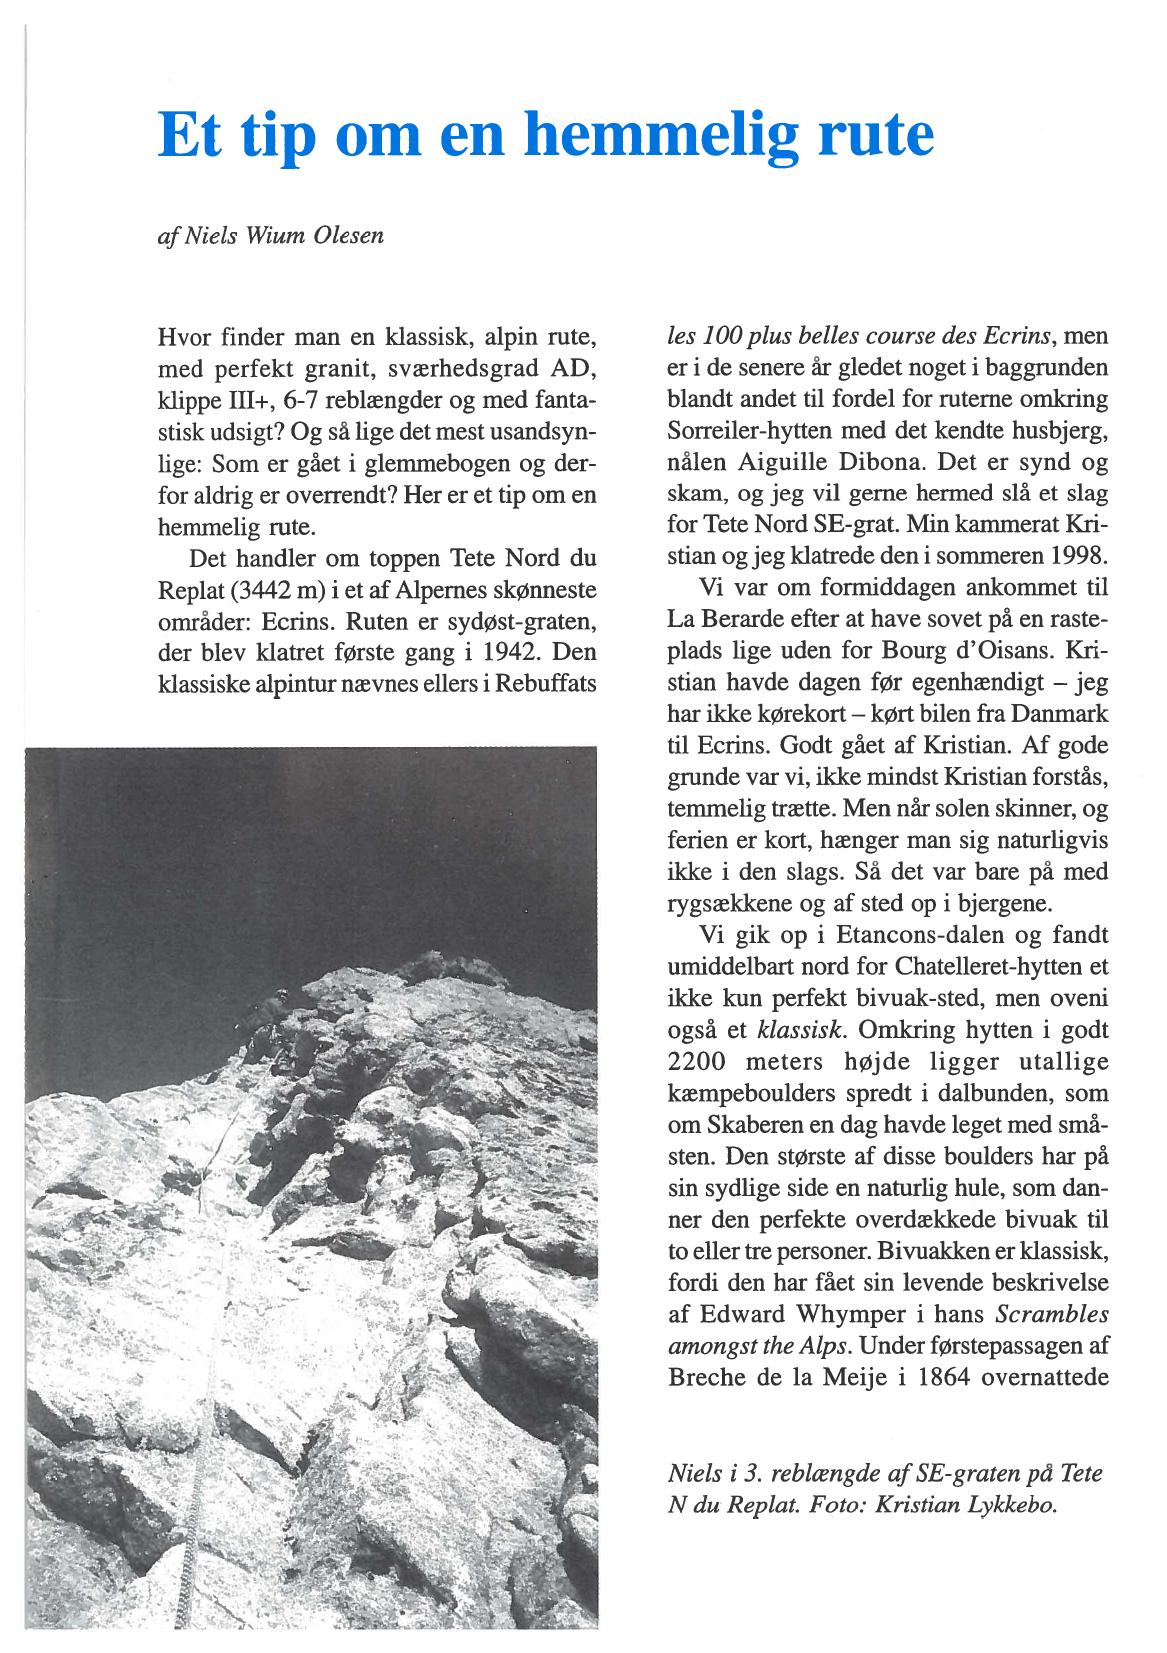 Et tip om en hemmelig rute
af Niels Wium Olesen
Hvor finder man en klassisk, alpin rute,
med perfekt granit, sværhedsgrad AD,
klippe III+, 6-7 reblængder og med fanta-
stisk udsigt? Og så lige det mest usandsyn-
lige: Som er gået i glemmebogen og der-
for aldrig er overrendt? Her er et tip om en
hemmelig rute.
Det handler om toppen Tete Nord du
Replat (3442 m) i et af Alpernes skønneste
områder: Ecrins. Ruten er sydøst-graten,
der blev klatret første gang i 1942. Den
klassiske alpintur nævnes ellers i Rebuffats
les 100 plus belles course des Ecrins, men
er i de senere år gledet noget i baggrunden
blandt andet til fordel for ruterne omkring
Sorreiler-hytten med det kendte husbjerg,
nålen Aiguille Dibona. Det er synd og
skam, og jeg vil gerne hermed slå et slag
for Tete Nord SE-grat. Min kammerat Kri-
stian og jeg klatrede den i sommeren 1998.
Vi var om formiddagen ankommet til
La Berarde efter at have sovet på en raste-
plads lige uden for Bourg d'Oisans. Kri-
stian havde dagen før egenhændigt – jeg
har ikke kørekort – kørt bilen fra Danmark
til Ecrins. Godt gået af Kristian. Af gode
grunde var vi, ikke mindst Kristian forstås,
temmelig trætte. Men når solen skinner, og
ferien er kort, hænger man sig naturligvis
ikke i den slags. Så det var bare på med
rygsækkene og af sted op i bjergene.
Vi gik op i Etancons-dalen og fandt
umiddelbart nord for Chatelleret-hytten et
ikke kun perfekt bivuak-sted, men oveni
også et klassisk. Omkring hytten i godt
2200 meters højde ligger utallige
kæmpeboulders spredt i dalbunden, som
om Skaberen en dag havde leget med små-
sten. Den største af disse boulders har på
sin sydlige side en naturlig hule, som dan-
ner den perfekte overdækkede bivuak til
to eller tre personer. Bivuakken er klassisk,
fordi den har fået sin levende beskrivelse
af Edward Whymper i hans Scrambles
amongst the Alps. Under førstepassagen af
Breche de la Meije i 1864 overnattede
Niels i 3. reblængde af SE-graten på Tete
N du Replat. Foto: Kristian Lykkebo.